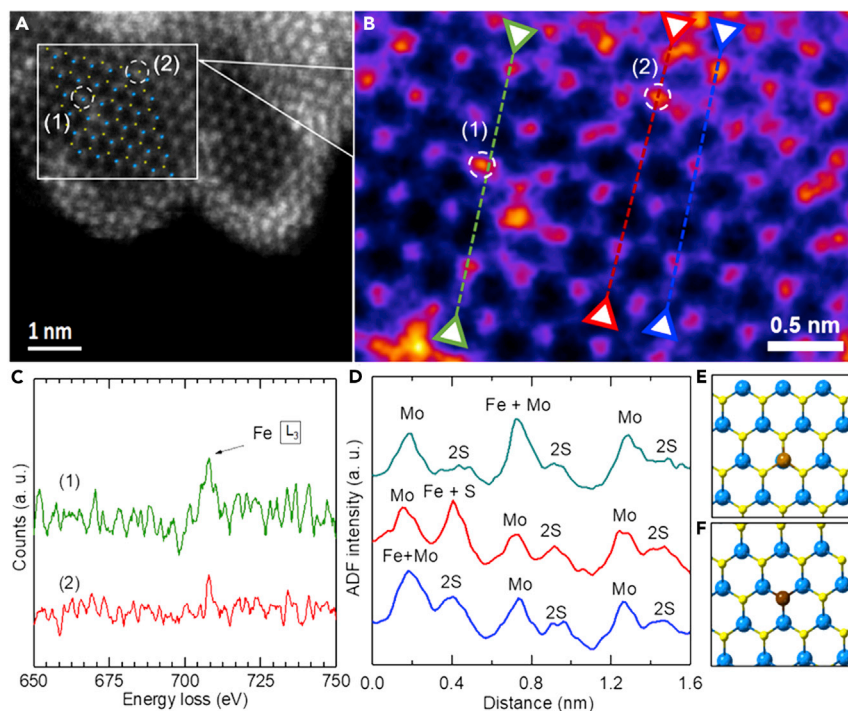 A
(2)
(1)
1 nm
B
(2)
(1)
0.5 nm
C
Counts (a. u.)
Fe L₃
(1)
(2)
650 675 700 725 750
Energy loss (eV)
D
ADF intensity (a. u.)
Mo 2S Fe + Mo 2S Mo 2S
Mo Fe + S Mo 2S Mo 2S
Fe+Mo 2S Mo 2S Mo 2S
0.0 0.4 0.8 1.2 1.6
Distance (nm)
E
F